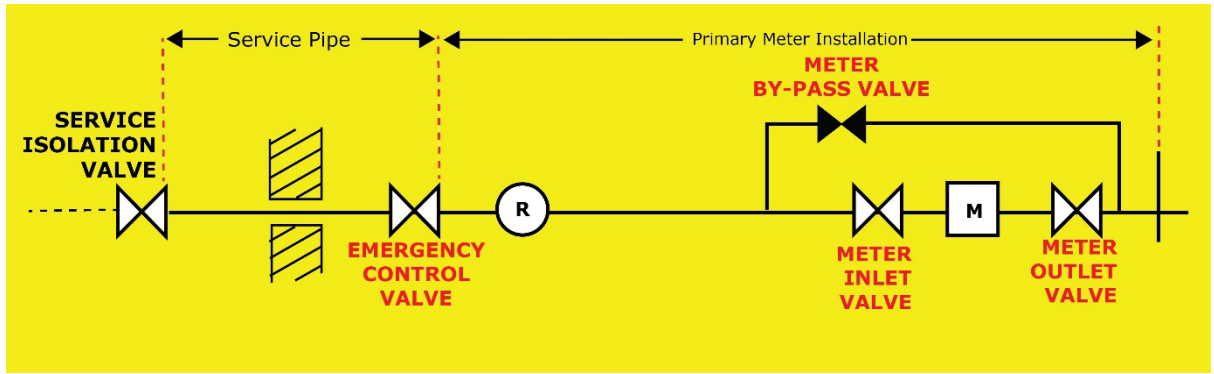 Service Pipe
Primary Meter Installation
METER
BY-PASS VALVE
SERVICE
ISOLATION
VALVE
R
M
EMERGENCY
CONTROL
VALVE
METER
INLET
VALVE
METER
OUTLET
VALVE